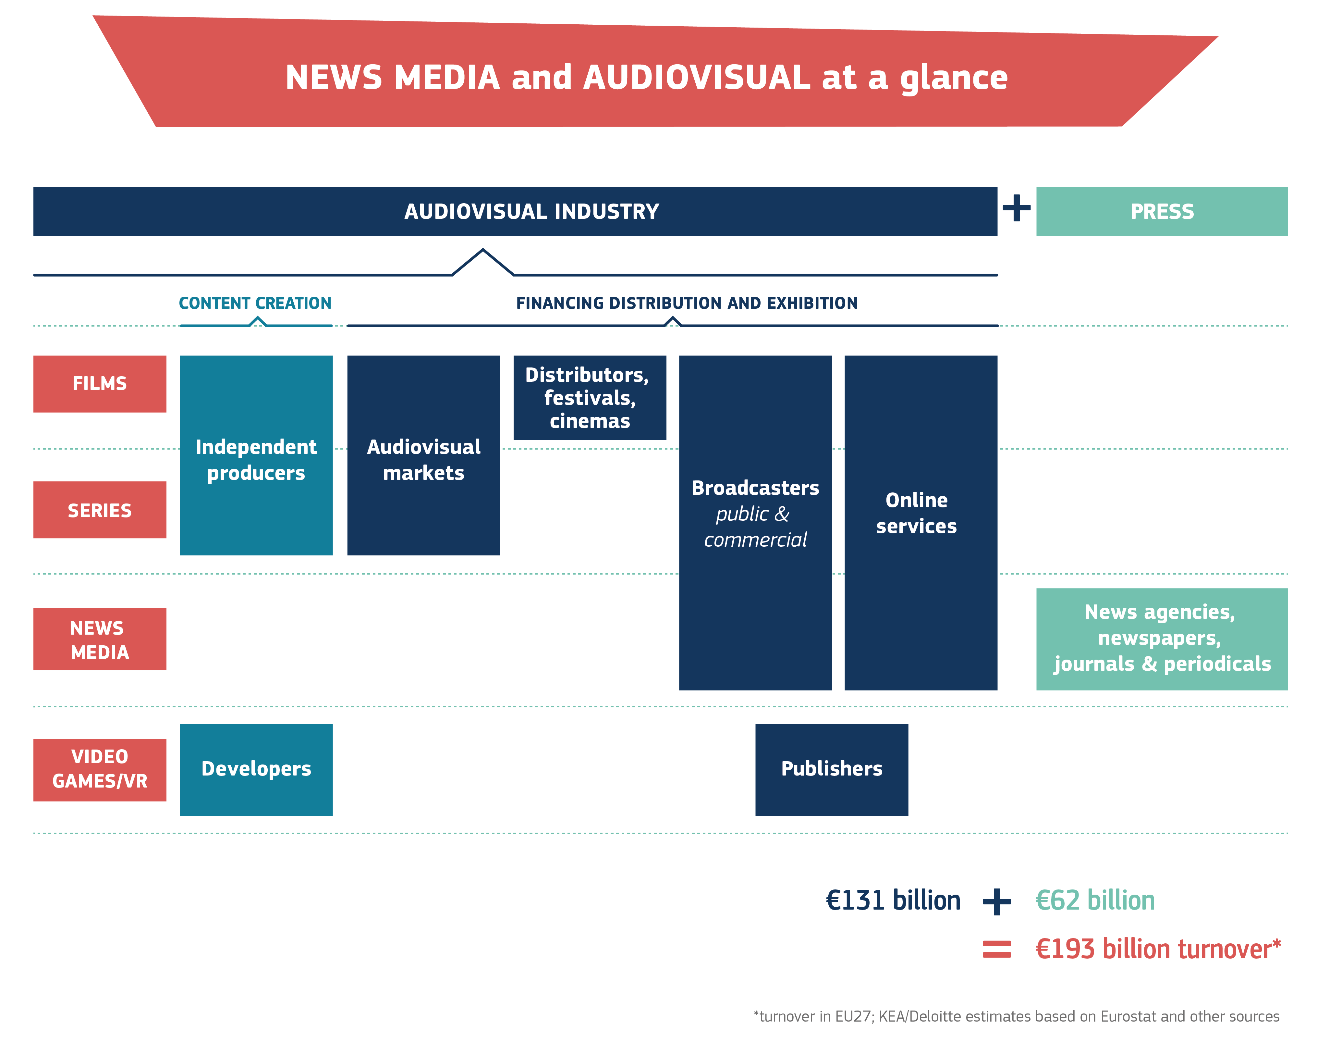 NEWS MEDIA and AUDIOVISUAL at a glance
AUDIOVISUAL INDUSTRY
+
PRESS
CONTENT CREATION
FINANCING DISTRIBUTION AND EXHIBITION
FILMS
SERIES
NEWS
MEDIA
VIDEO
GAMES/VR
Independent
producers
Audiovisual
markets
Distributors,
festivals,
cinemas
Broadcasters
public &
commercial
Online
services
News agencies,
newspapers,
journals & periodicals
Developers
Publishers
€131 billion + €62 billion
= €193 billion turnover*
*turnover in EU27; KEA/Deloitte estimates based on Eurostat and other sources